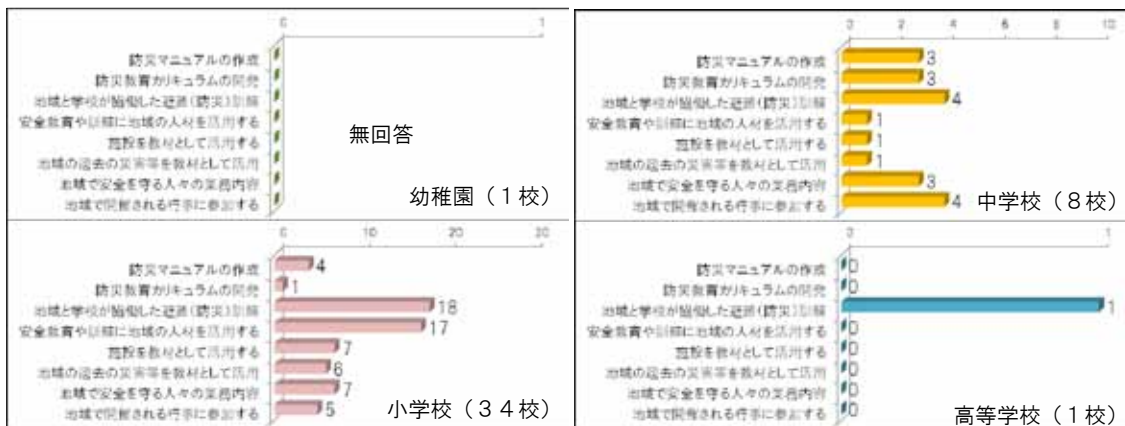 0 1
防災マニュアルの作成
防災教育カリキュラムの開発
地域と学校が協働した避難(防災)訓練
安全教育や訓練に地域の人材を活用する
施設を教材として活用する
地域の過去の災害等を教材として活用
地域で安全を守る人々の業務内容
地域で開催される行事に参加する
無回答
幼稚園（1校）
0 2 4 6 8 10
防災マニュアルの作成 3
防災教育カリキュラムの開発 3
地域と学校が協働した避難(防災)訓練 4
安全教育や訓練に地域の人材を活用する 1
施設を教材として活用する 1
地域の過去の災害等を教材として活用 1
地域で安全を守る人々の業務内容 3
地域で開催される行事に参加する 4
中学校（8校）
0 10 20 30
防災マニュアルの作成 4
防災教育カリキュラムの開発 1
地域と学校が協働した避難(防災)訓練 18
安全教育や訓練に地域の人材を活用する 17
施設を教材として活用する 7
地域の過去の災害等を教材として活用 6
地域で安全を守る人々の業務内容 7
地域で開催される行事に参加する 5
小学校（34校）
0 1
防災マニュアルの作成 0
防災教育カリキュラムの開発 0
地域と学校が協働した避難(防災)訓練 1
安全教育や訓練に地域の人材を活用する 0
施設を教材として活用する 0
地域の過去の災害等を教材として活用 0
地域で安全を守る人々の業務内容 0
地域で開催される行事に参加する 0
高等学校（1校）